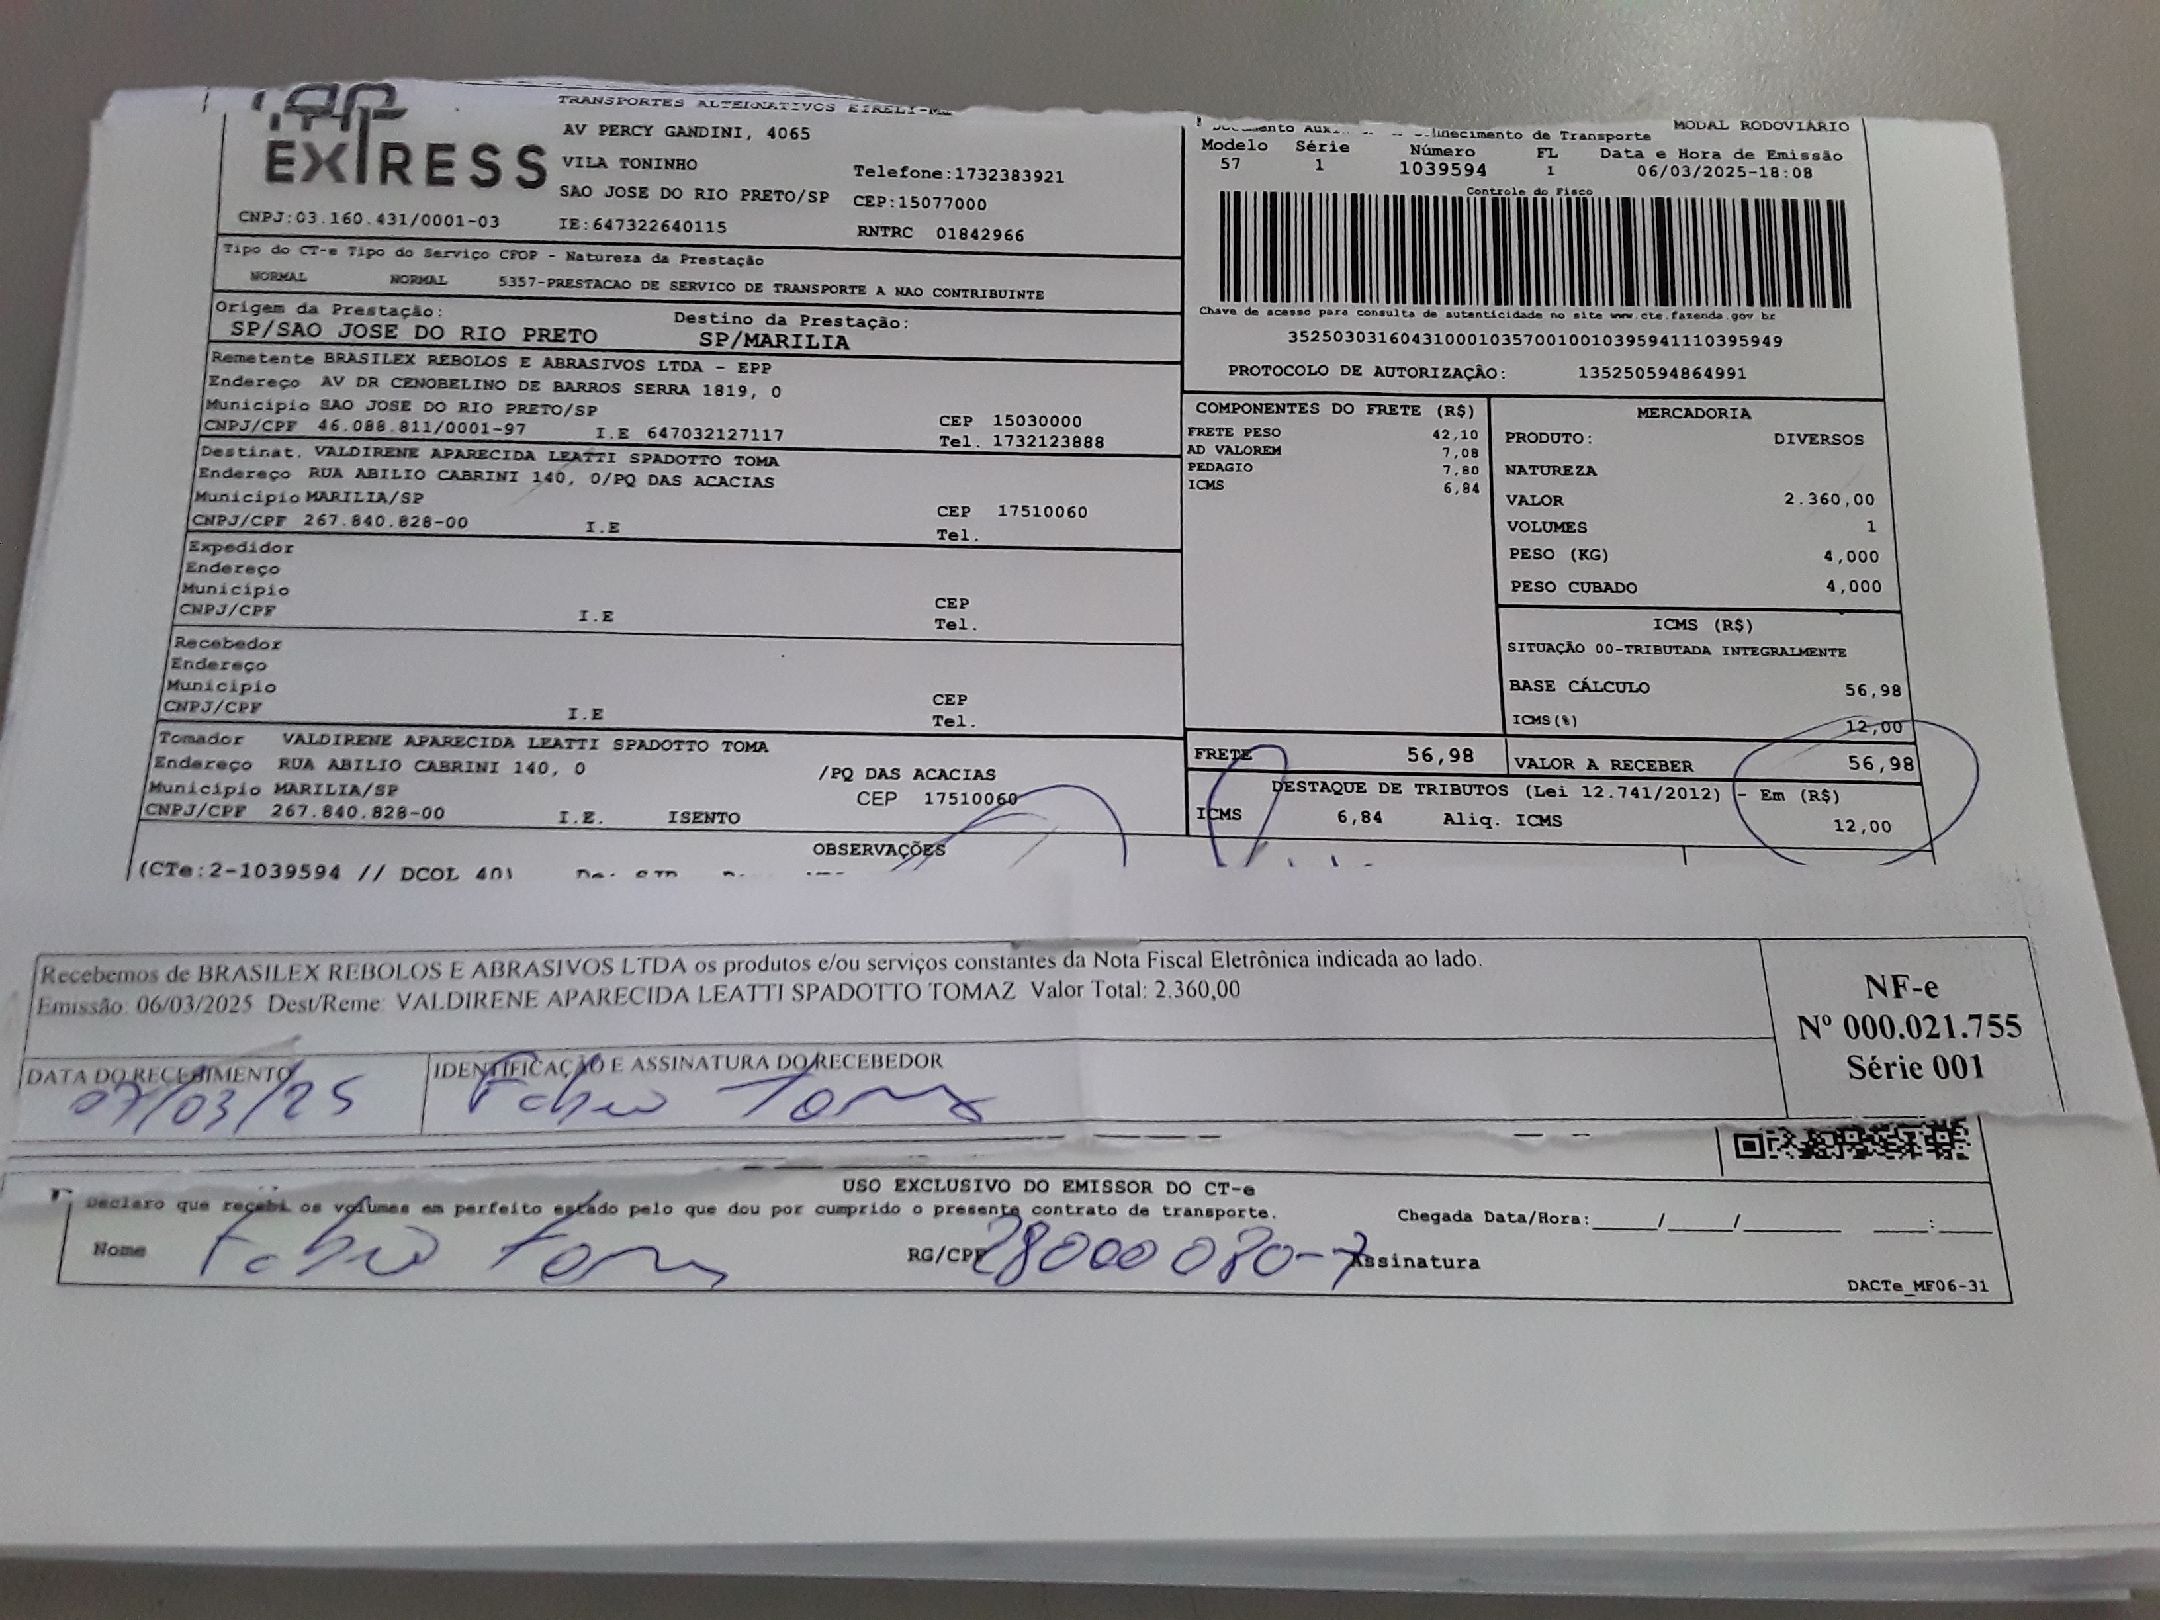 EXPRESS
TRANSPORTES ALTERNATIVOS EIRELI-ME
AV PERCY GANDINI, 4065
VILA TONINHO
Telefone:1732383921
SAO JOSE DO RIO PRETO/SP CEP:15077000
CNPJ:03.160.431/0001-03 IE:647322640115 RNTRC 01842966
Tipo do CT-e Tipo do Serviço CFOP - Natureza da Prestação
NORMAL NORMAL 5357-PRESTACAO DE SERVICO DE TRANSPORTE A NAO CONTRIBUINTE
Origem da Prestação: Destino da Prestação:
SP/SAO JOSE DO RIO PRETO SP/MARILIA
Remetente BRASILEX REBOLOS E ABRASIVOS LTDA - EPP
Endereço AV DR CENOBELINO DE BARROS SERRA 1819, 0
Município SAO JOSE DO RIO PRETO/SP CEP 15030000
CNPJ/CPF 46.088.811/0001-97 I.E 647032127117 Tel. 1732123888
Destinat. VALDIRENE APARECIDA LEATTI SPADOTTO TOMA
Endereço RUA ABILIO CABRINI 140, 0/PQ DAS ACACIAS
Município MARILIA/SP CEP 17510060
CNPJ/CPF 267.840.828-00 I.E Tel.
Expedidor
Endereço
Município CEP
CNPJ/CPF I.E Tel.
Recebedor
Endereço
Município CEP
CNPJ/CPF I.E Tel.
Tomador VALDIRENE APARECIDA LEATTI SPADOTTO TOMA
Endereço RUA ABILIO CABRINI 140, 0 /PQ DAS ACACIAS
Município MARILIA/SP CEP 17510060
CNPJ/CPF 267.840.828-00 I.E. ISENTO
OBSERVAÇÕES
(CTe:2-1039594 // DCOL 40)
Documento de Transporte MODAL RODOVIÁRIO
Modelo Série Número FL Data e Hora de Emissão
57 1 1039594 1 06/03/2025-18:08
Controle do Fisco
Chave de acesso para consulta de autenticidade no site www.cte.fazenda.gov.br
35250303160431000103570010010395941110395949
PROTOCOLO DE AUTORIZAÇÃO: 135250594864991
COMPONENTES DO FRETE (R$)
FRETE PESO 42,10
AD VALOREM 7,08
PEDAGIO 7,80
ICMS 6,84
MERCADORIA
PRODUTO: DIVERSOS
NATUREZA
VALOR 2.360,00
VOLUMES 1
PESO (KG) 4,000
PESO CUBADO 4,000
ICMS (R$)
SITUAÇÃO 00-TRIBUTADA INTEGRALMENTE
BASE CÁLCULO 56,98
ICMS(%) 12,00
FRETE 56,98 VALOR A RECEBER 56,98
DESTAQUE DE TRIBUTOS (Lei 12.741/2012) - Em (R$)
ICMS 6,84 Aliq. ICMS 12,00
Recebemos de BRASILEX REBOLOS E ABRASIVOS LTDA os produtos e/ou serviços constantes da Nota Fiscal Eletrônica indicada ao lado.
Emissão: 06/03/2025 Dest/Reme: VALDIRENE APARECIDA LEATTI SPADOTTO TOMAZ Valor Total: 2.360,00
DATA DO RECEBIMENTO IDENTIFICAÇÃO E ASSINATURA DO RECEBEDOR
07/03/25 Fabio Tomaz
NF-e
Nº 000.021.755
Série 001
USO EXCLUSIVO DO EMISSOR DO CT-e
Declaro que recebi os volumes em perfeito estado pelo que dou por cumprido o presente contrato de transporte.
Chegada Data/Hora:_____/_____/_______ ___:____
Nome Fabio Tomaz RG/CPF 28000080-7 Assinatura
DACTe_MF06-31